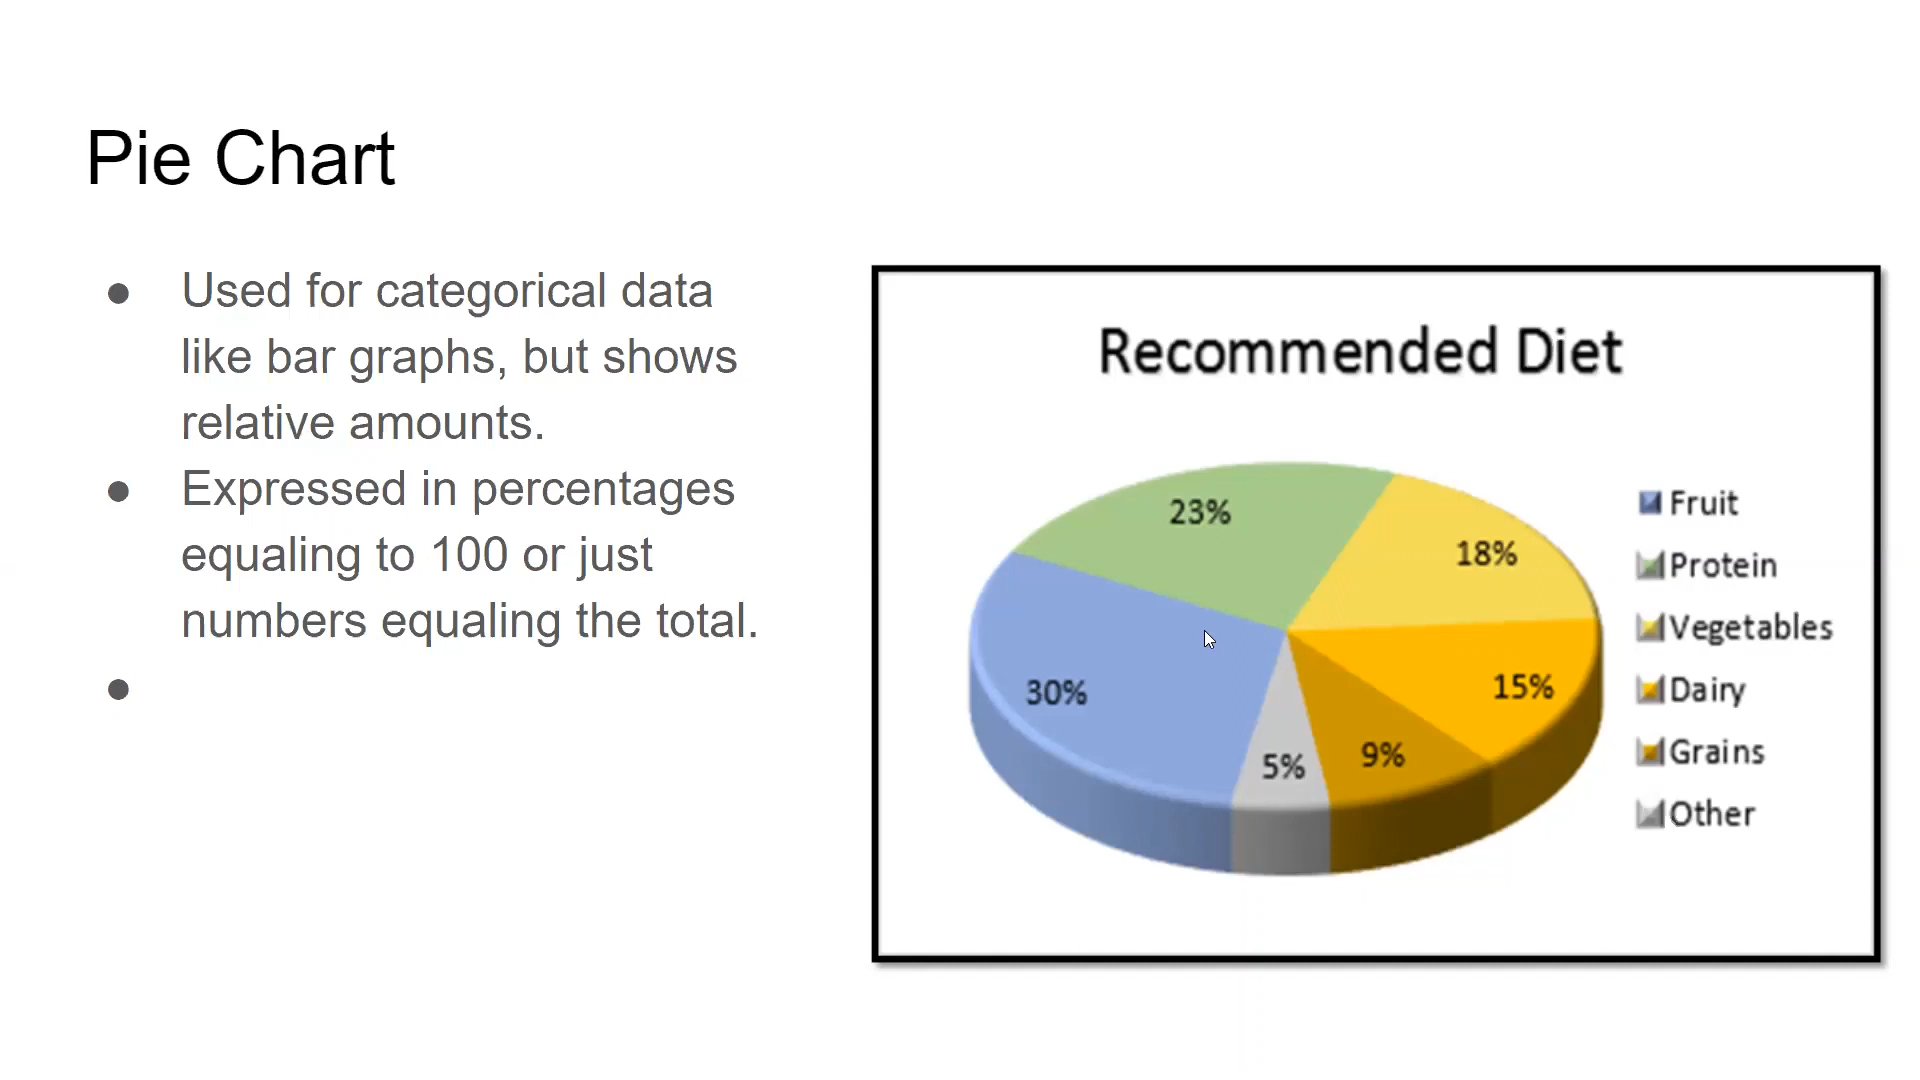 Pie Chart
● Used for categorical data
like bar graphs, but shows
relative amounts.
● Expressed in percentages
equaling to 100 or just
numbers equaling the total.
●
Recommended Diet
23%
18%
30%
15%
5%
9%
Fruit
Protein
Vegetables
Dairy
Grains
Other